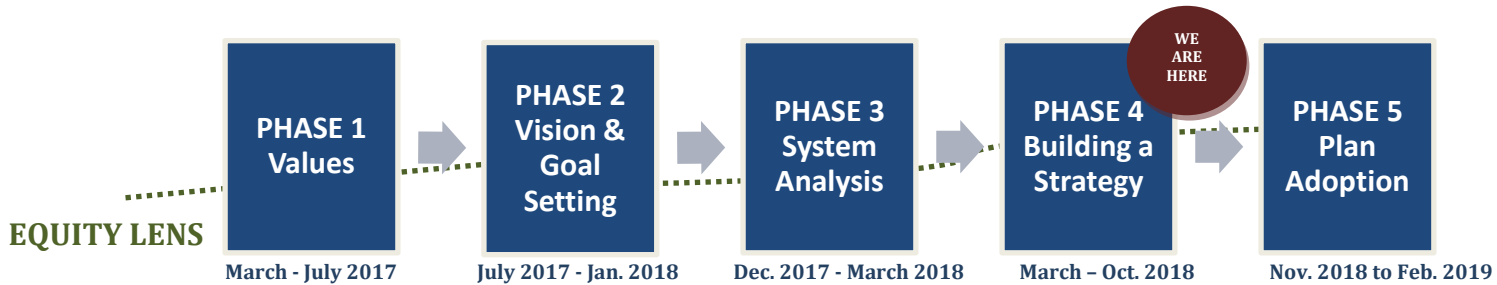 WE
ARE
HERE
PHASE 1
Values
PHASE 2
Vision &
Goal
Setting
PHASE 3
System
Analysis
PHASE 4
Building a
Strategy
PHASE 5
Plan
Adoption
EQUITY LENS
March - July 2017
July 2017 - Jan. 2018
Dec. 2017 - March 2018
March – Oct. 2018
Nov. 2018 to Feb. 2019